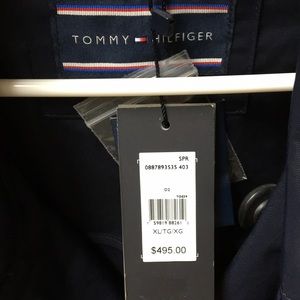 TOMMY HILFIGER
SPR
0887893535 403
XL/TG/XG
$495.00